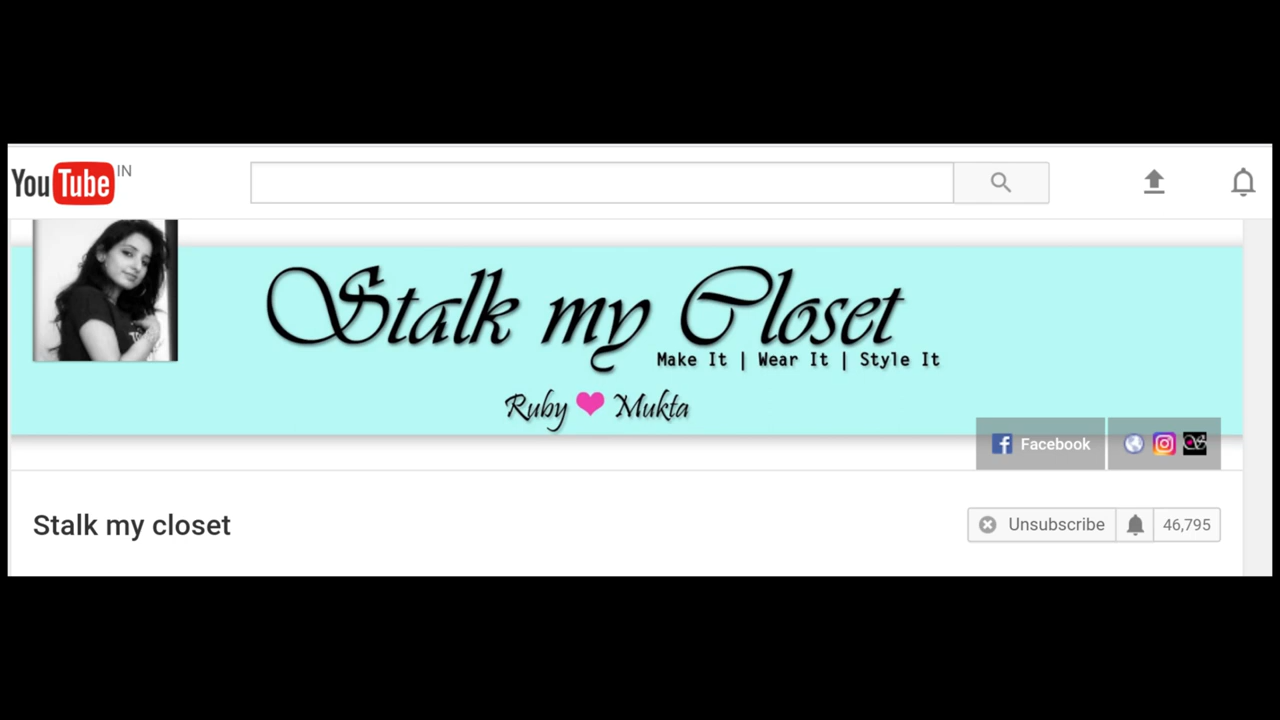 YouTube IN
Stalk my Closet
Make It | Wear It | Style It
Ruby ❤ Mukta
Facebook
Stalk my closet
Unsubscribe 46,795